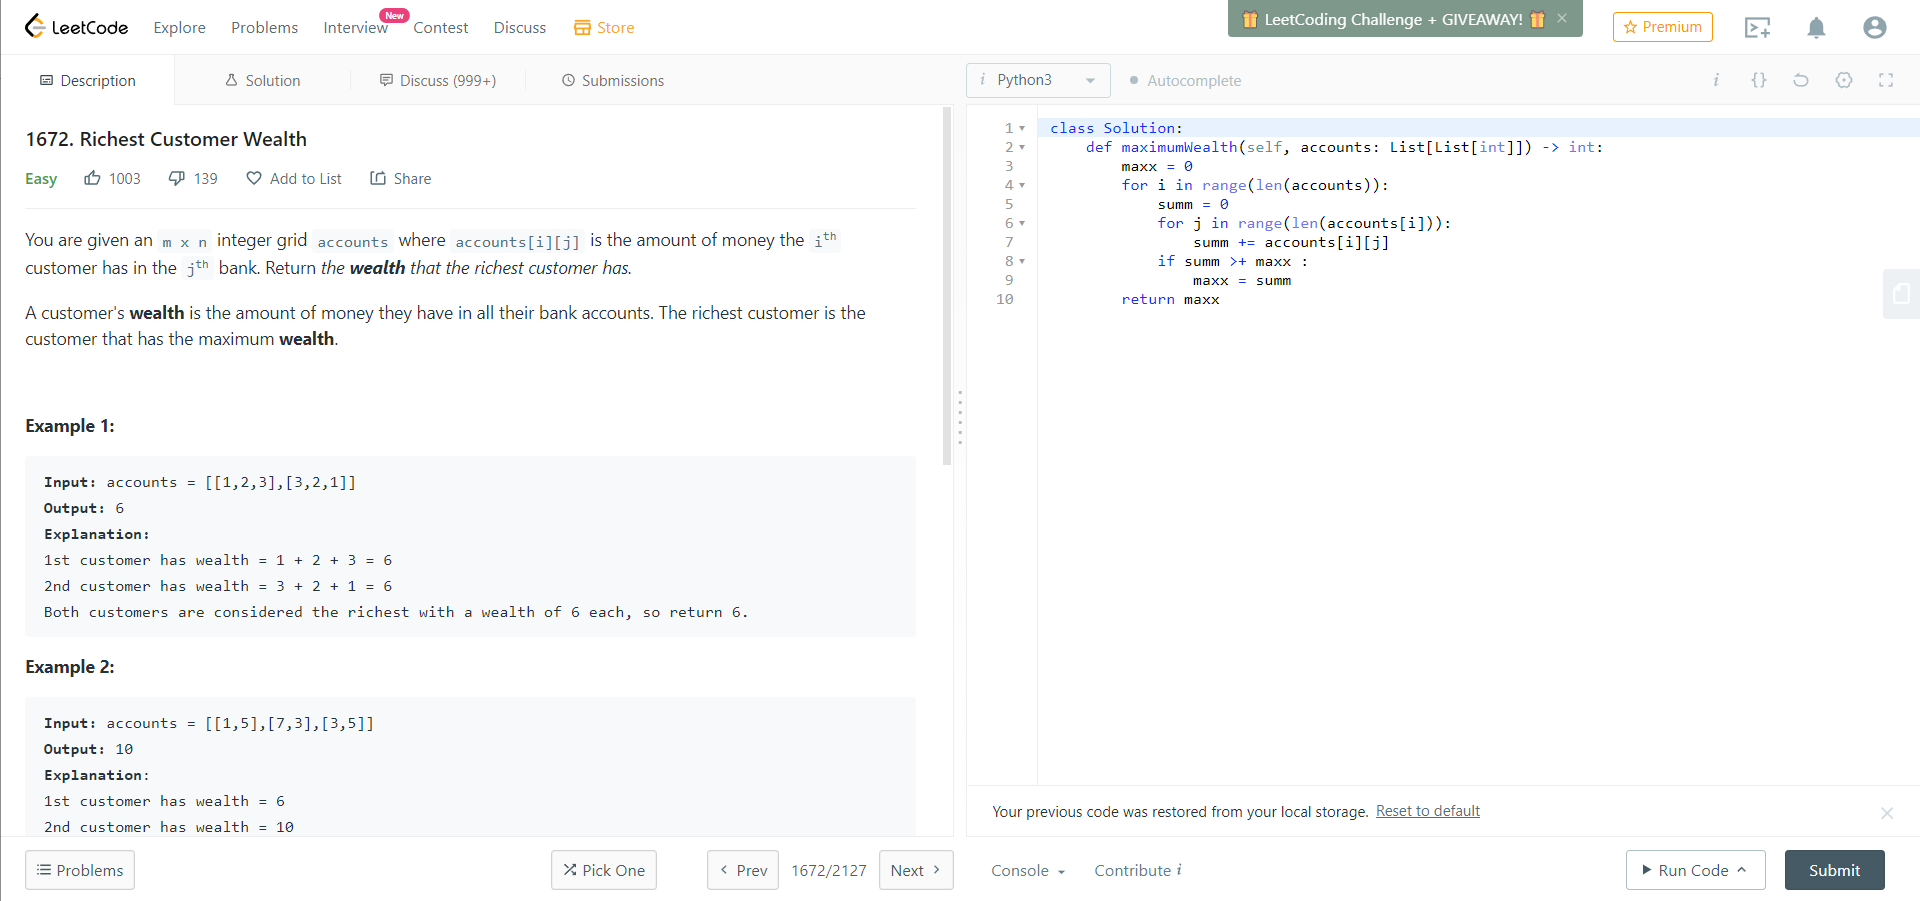 LeetCode Explore Problems Interview New Contest Discuss Store LeetCoding Challenge + GIVEAWAY! × Premium
Description Solution Discuss (999+) Submissions
1672. Richest Customer Wealth
Easy 1003 139 Add to List Share
You are given an m x n integer grid accounts where accounts[i][j] is the amount of money the ith
customer has in the jth bank. Return the wealth that the richest customer has.
A customer's wealth is the amount of money they have in all their bank accounts. The richest customer is the
customer that has the maximum wealth.
Example 1:
Input: accounts = [[1,2,3],[3,2,1]]
Output: 6
Explanation:
1st customer has wealth = 1 + 2 + 3 = 6
2nd customer has wealth = 3 + 2 + 1 = 6
Both customers are considered the richest with a wealth of 6 each, so return 6.
Example 2:
Input: accounts = [[1,5],[7,3],[3,5]]
Output: 10
Explanation:
1st customer has wealth = 6
2nd customer has wealth = 10
Problems Pick One Prev 1672/2127 Next
i Python3 Autocomplete i {}
1 class Solution:
2     def maximumWealth(self, accounts: List[List[int]]) -> int:
3         maxx = 0
4         for i in range(len(accounts)):
5             summ = 0
6             for j in range(len(accounts[i])):
7                 summ += accounts[i][j]
8             if summ >+ maxx :
9                 maxx = summ
10         return maxx
Your previous code was restored from your local storage. Reset to default
Console Contribute i Run Code Submit